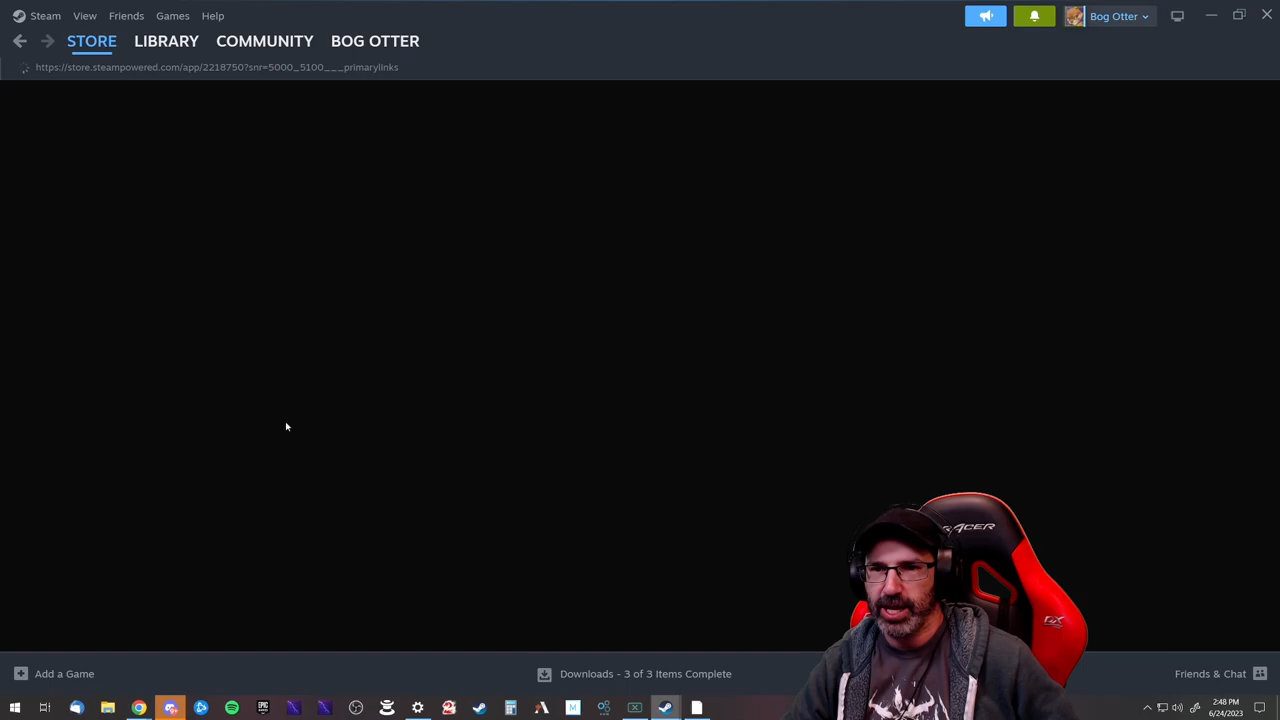 Steam View Friends Games Help
Bog Otter
STORE LIBRARY COMMUNITY BOG OTTER
https://store.steampowered.com/app/2218750?snr=5000_5100___primarylinks
Add a Game
Downloads - 3 of 3 Items Complete
Friends & Chat
2:48 PM
6/24/2023